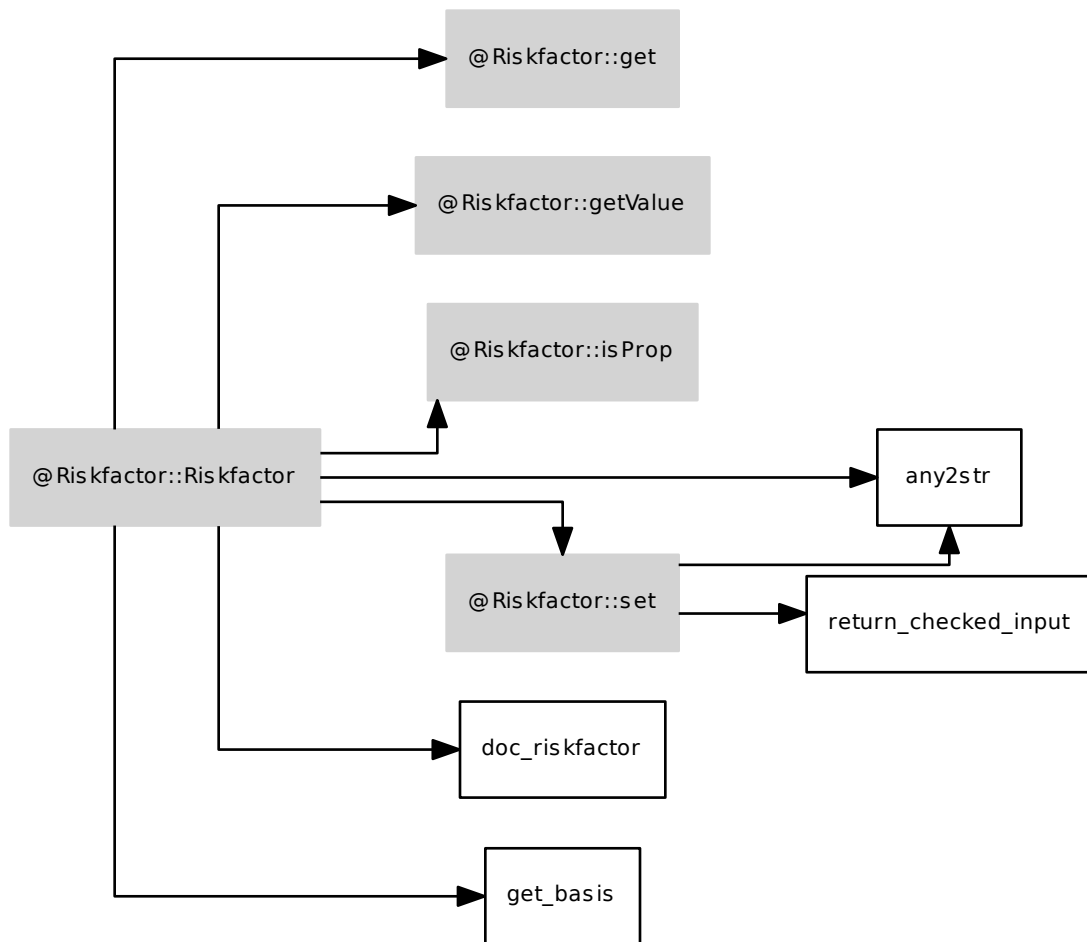 @Riskfactor::get
@Riskfactor::getValue
@Riskfactor::isProp
@Riskfactor::Riskfactor
any2str
@Riskfactor::set
return_checked_input
doc_riskfactor
get_basis